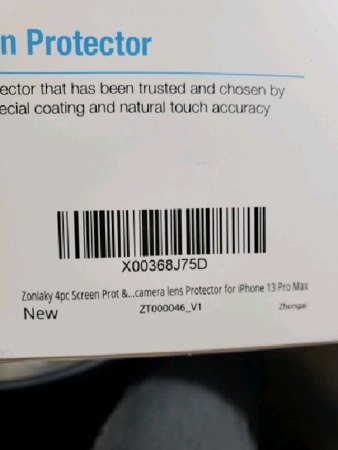 n Protector
ector that has been trusted and chosen by
ecial coating and natural touch accuracy
X00368J75D
Zonlaky 4pc Screen Prot &...camera lens Protector for iPhone 13 Pro Max
New
ZT000046_V1